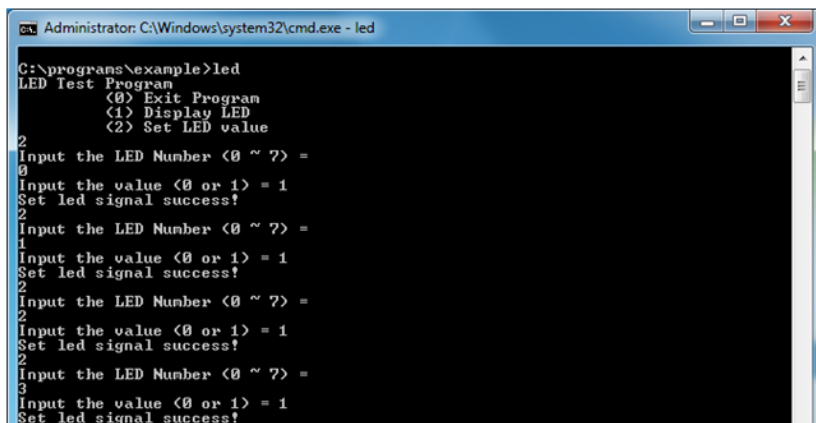 Administrator: C:\Windows\system32\cmd.exe - led
C:\programs\example>led
LED Test Program
(0) Exit Program
(1) Display LED
(2) Set LED value
2
Input the LED Number (0 ~ 7) =
0
Input the value (0 or 1) = 1
Set led signal success!
2
Input the LED Number (0 ~ 7) =
1
Input the value (0 or 1) = 1
Set led signal success!
2
Input the LED Number (0 ~ 7) =
2
Input the value (0 or 1) = 1
Set led signal success!
2
Input the LED Number (0 ~ 7) =
3
Input the value (0 or 1) = 1
Set led signal success!